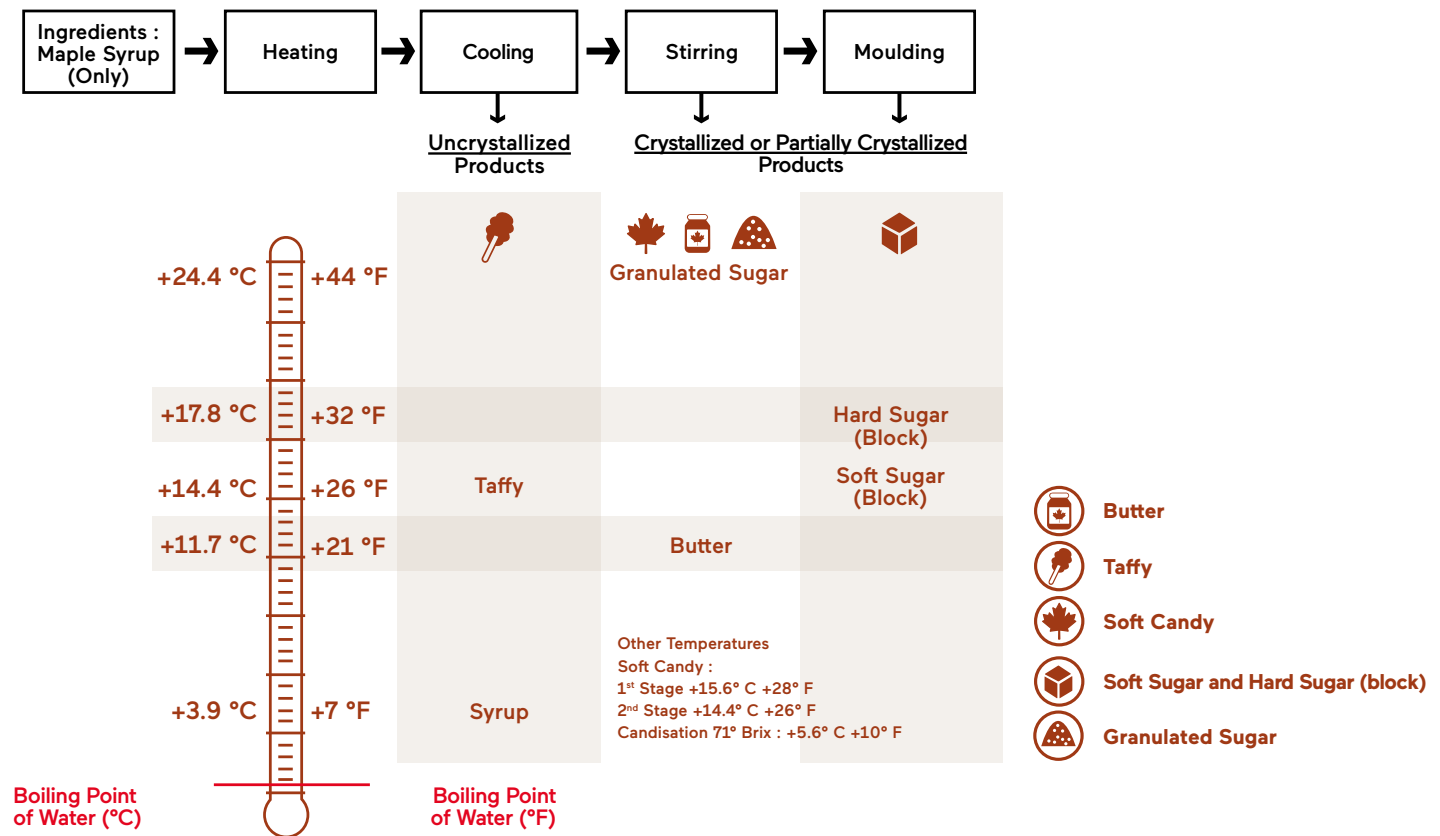 Ingredients :
Maple Syrup
(Only)
Heating
Cooling
Stirring
Moulding
Uncrystallized
Products
Crystallized or Partially Crystallized
Products
Granulated Sugar
+24.4 °C
+44 °F
+17.8 °C
+32 °F
Hard Sugar
(Block)
+14.4 °C
+26 °F
Taffy
Soft Sugar
(Block)
+11.7 °C
+21 °F
Butter
Other Temperatures
Soft Candy :
1st Stage +15.6° C +28° F
2nd Stage +14.4° C +26° F
Candisation 71° Brix : +5.6° C +10° F
+3.9 °C
+7 °F
Syrup
Boiling Point
of Water (°C)
Boiling Point
of Water (°F)
Butter
Taffy
Soft Candy
Soft Sugar and Hard Sugar (block)
Granulated Sugar